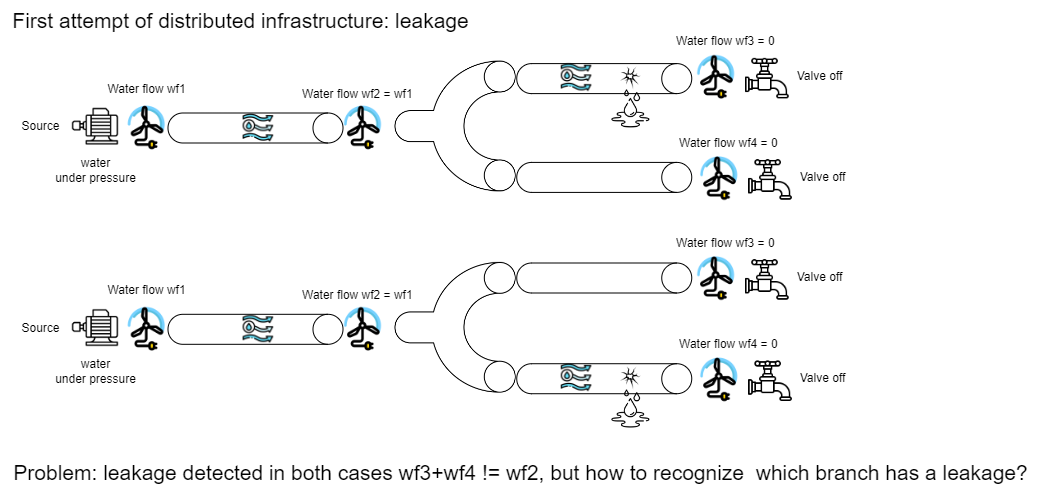 First attempt of distributed infrastructure: leakage
Water flow wf3 = 0
Valve off
Water flow wf1
Water flow wf2 = wf1
Source
water
under pressure
Water flow wf4 = 0
Valve off
Water flow wf3 = 0
Valve off
Water flow wf1
Water flow wf2 = wf1
Source
water
under pressure
Water flow wf4 = 0
Valve off
Problem: leakage detected in both cases wf3+wf4 != wf2, but how to recognize  which branch has a leakage?